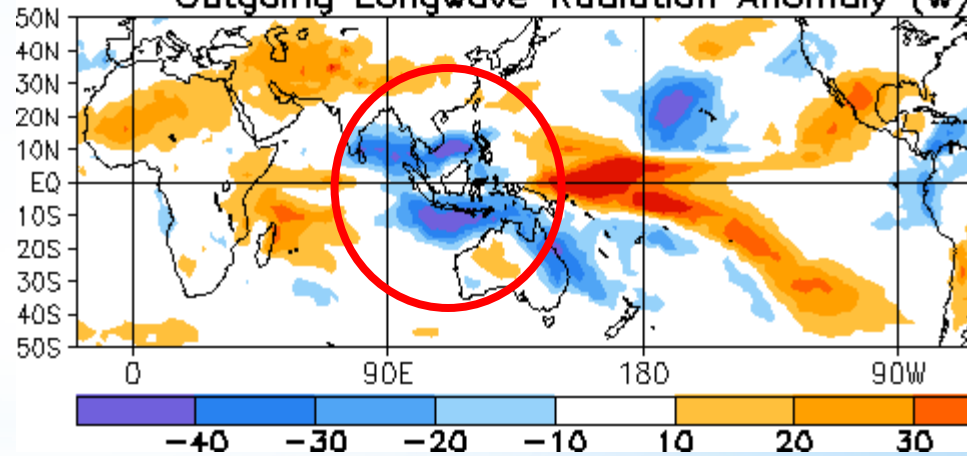 Outgoing Longwave Radiation Anomaly (W/
50N
40N
30N
20N
10N
EQ
10S
20S
30S
40S
50S
0 90E 180 90W
-40 -30 -20 -10 10 20 30